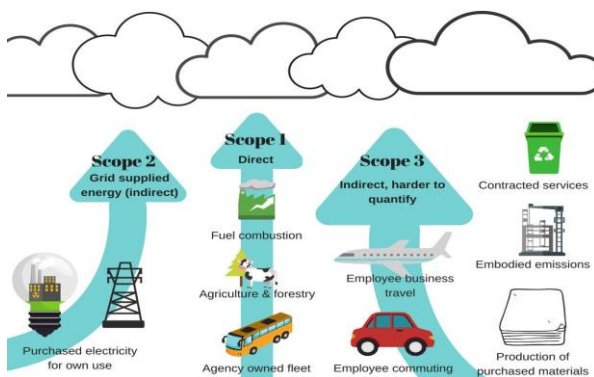 Scope 2
Grid supplied
energy (indirect)
Purchased electricity
for own use
Scope 1
Direct
Fuel combustion
Agriculture & forestry
Agency owned fleet
Scope 3
Indirect, harder to
quantify
Employee business
travel
Employee commuting
Contracted services
Embodied emissions
Production of
purchased materials